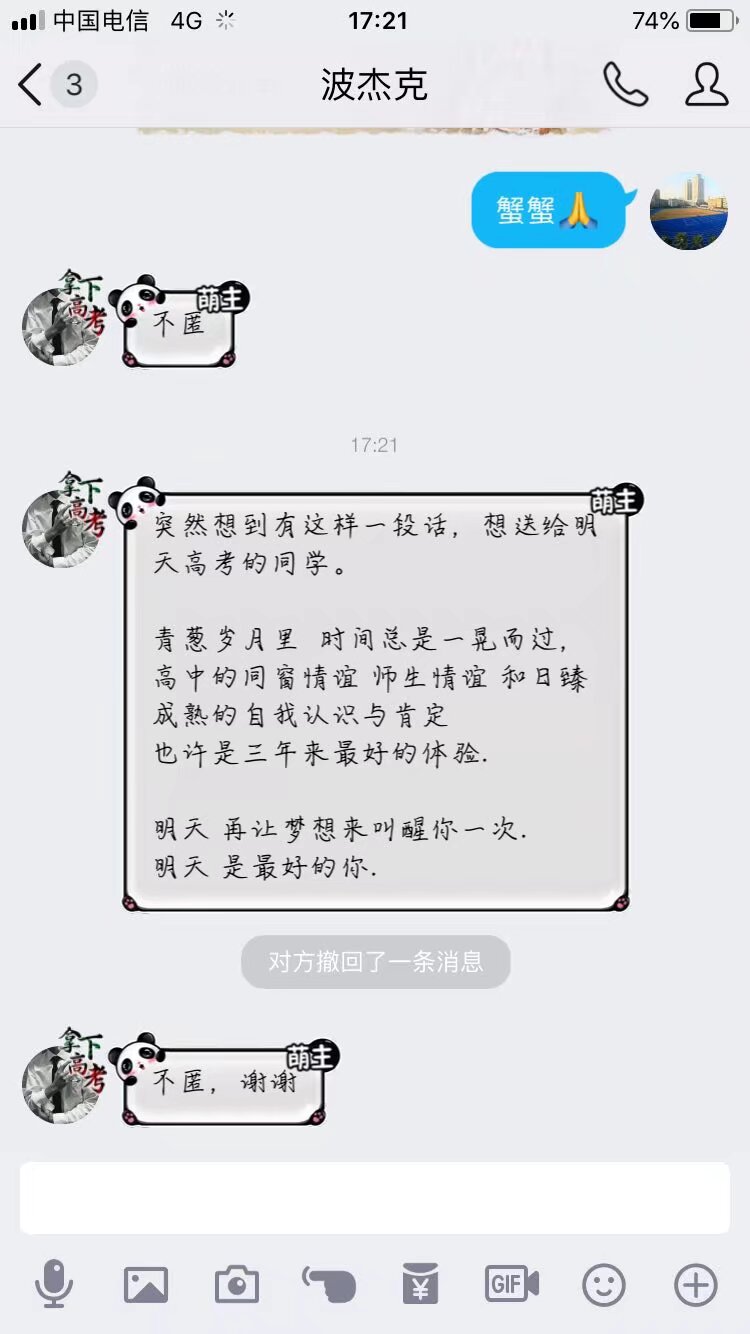 中国电信 4G 17:21 74%
3 波杰克
蟹蟹🙏
拿下
高考
萌主
不匿
17:21
拿下
高考
萌主
突然想到有这样一段话，想送给明
天高考的同学。
青葱岁月里 时间总是一晃而过，
高中的同窗情谊 师生情谊 和日臻
成熟的自我认识与肯定
也许是三年来最好的体验.
明天 再让梦想来叫醒你一次.
明天 是最好的你.
对方撤回了一条消息
拿下
高考
萌主
不匿，谢谢
¥
GIF